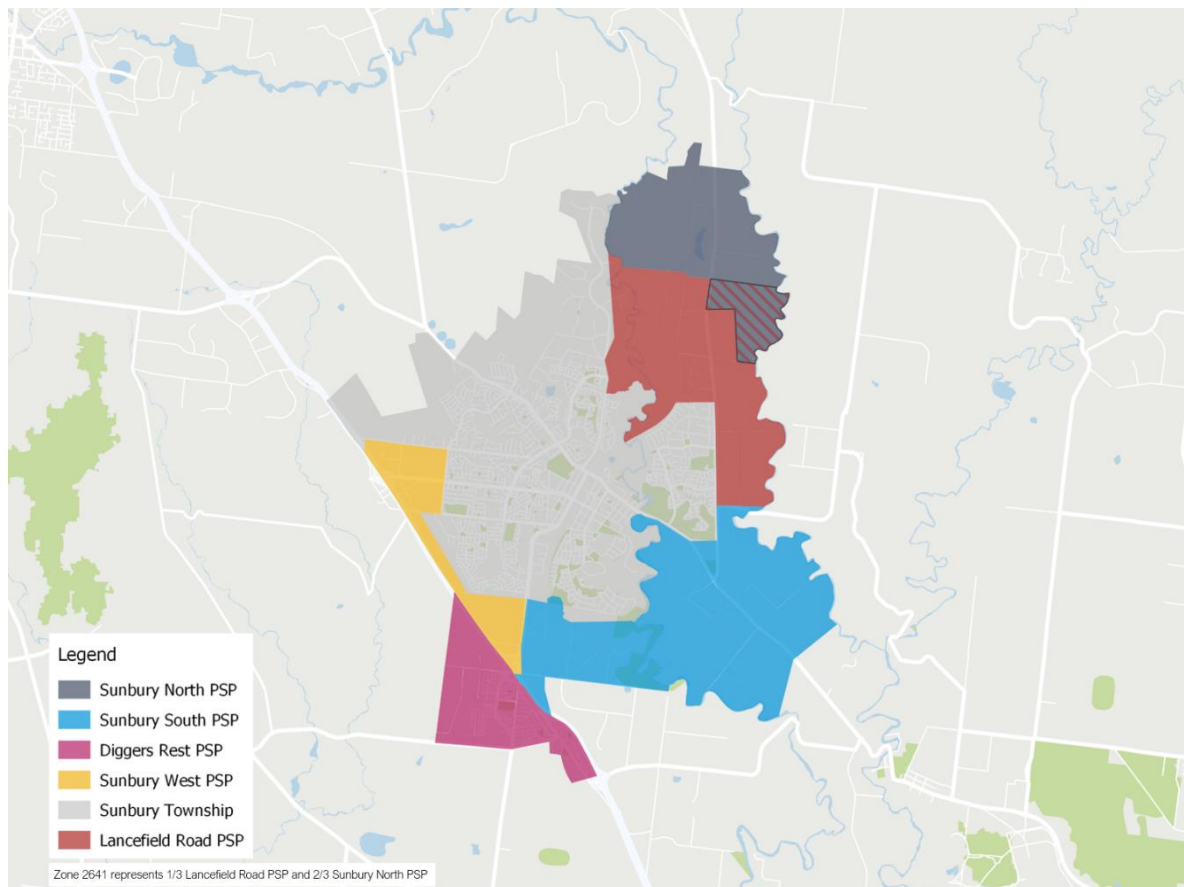 Legend
Sunbury North PSP
Sunbury South PSP
Diggers Rest PSP
Sunbury West PSP
Sunbury Township
Lancefield Road PSP
Zone 2641 represents 1/3 Lancefield Road PSP and 2/3 Sunbury North PSP